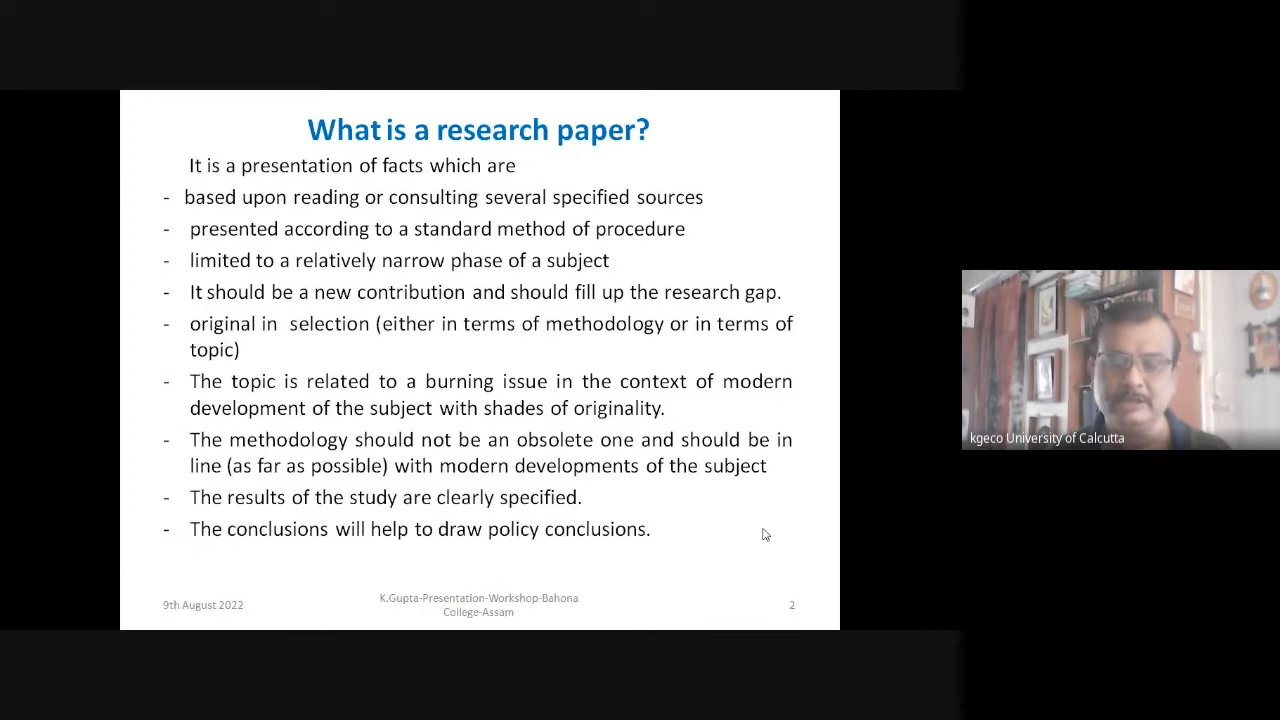 What is a research paper?
It is a presentation of facts which are
- based upon reading or consulting several specified sources
- presented according to a standard method of procedure
- limited to a relatively narrow phase of a subject
- It should be a new contribution and should fill up the research gap.
- original in selection (either in terms of methodology or in terms of
topic)
- The topic is related to a burning issue in the context of modern
development of the subject with shades of originality.
- The methodology should not be an obsolete one and should be in
line (as far as possible) with modern developments of the subject
- The results of the study are clearly specified.
- The conclusions will help to draw policy conclusions.
9th August 2022
K.Gupta-Presentation-Workshop-Bahona
College-Assam
2
kgeco University of Calcutta